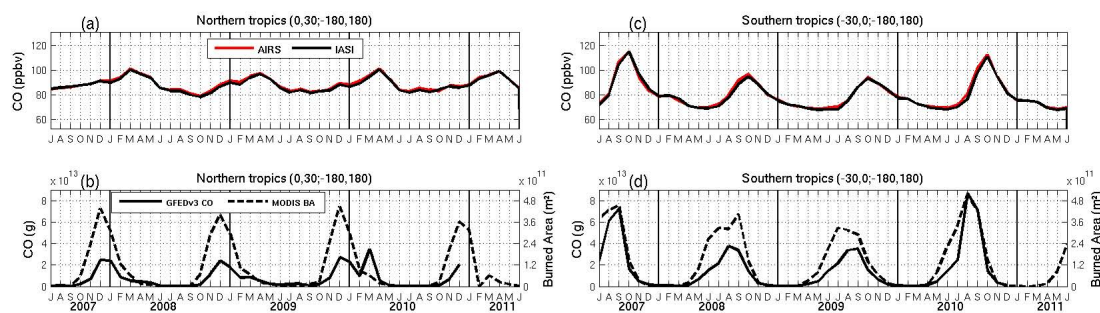 (a) Northern tropics (0,30;-180,180)
CO (ppbv)
120
100
80
60
AIRS IASI
J A S O N D J F M A M J J A S O N D J F M A M J J A S O N D J F M A M J J A S O N D J F M A M J
(c) Southern tropics (-30,0;-180,180)
CO (ppbv)
120
100
80
60
J A S O N D J F M A M J J A S O N D J F M A M J J A S O N D J F M A M J J A S O N D J F M A M J
(b) Northern tropics (0,30;-180,180)
x 10^13
x 10^11
CO (g)
8
6
4
2
0
GFEDv3 CO MODIS BA
4.8
3.6
2.4
1.2
0
Burned Area (m²)
J A S O N D J F M A M J J A S O N D J F M A M J J A S O N D J F M A M J J A S O N D J F M A M J
2007 2008 2009 2010 2011
(d) Southern tropics (-30,0;-180,180)
x 10^13
x 10^11
CO (g)
8
6
4
2
0
4.8
3.6
2.4
1.2
0
Burned Area (m²)
J A S O N D J F M A M J J A S O N D J F M A M J J A S O N D J F M A M J J A S O N D J F M A M J
2007 2008 2009 2010 2011